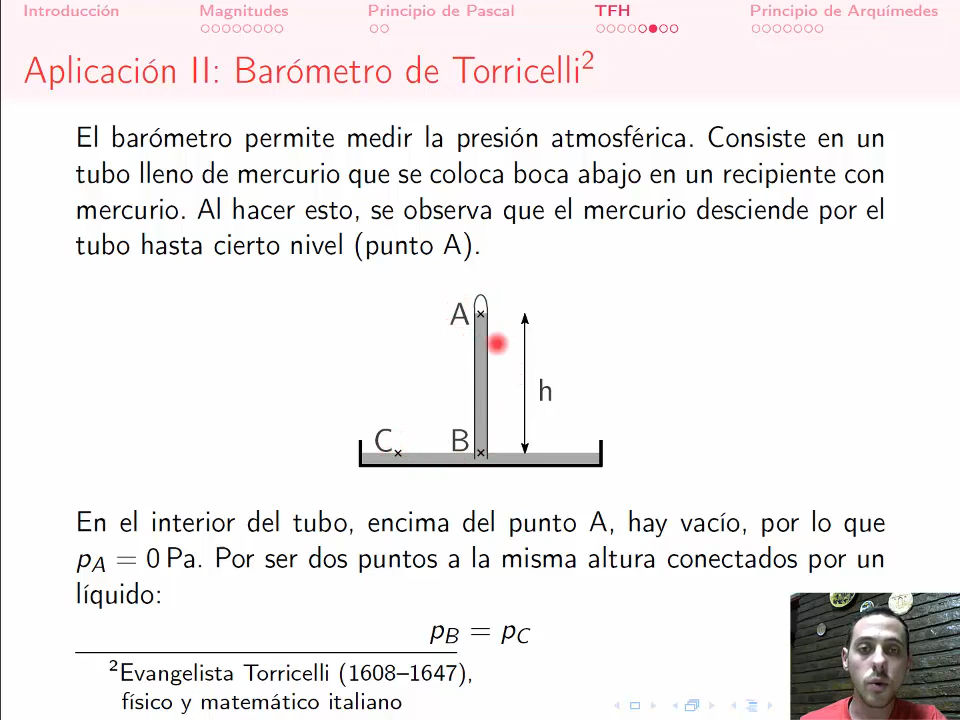 Introducción Magnitudes Principio de Pascal TFH Principio de Arquímedes
Aplicación II: Barómetro de Torricelli²
El barómetro permite medir la presión atmosférica. Consiste en un
tubo lleno de mercurio que se coloca boca abajo en un recipiente con
mercurio. Al hacer esto, se observa que el mercurio desciende por el
tubo hasta cierto nivel (punto A).
A
h
C B
En el interior del tubo, encima del punto A, hay vacío, por lo que
p_A = 0 Pa. Por ser dos puntos a la misma altura conectados por un
líquido:
p_B = p_C
²Evangelista Torricelli (1608–1647),
físico y matemático italiano